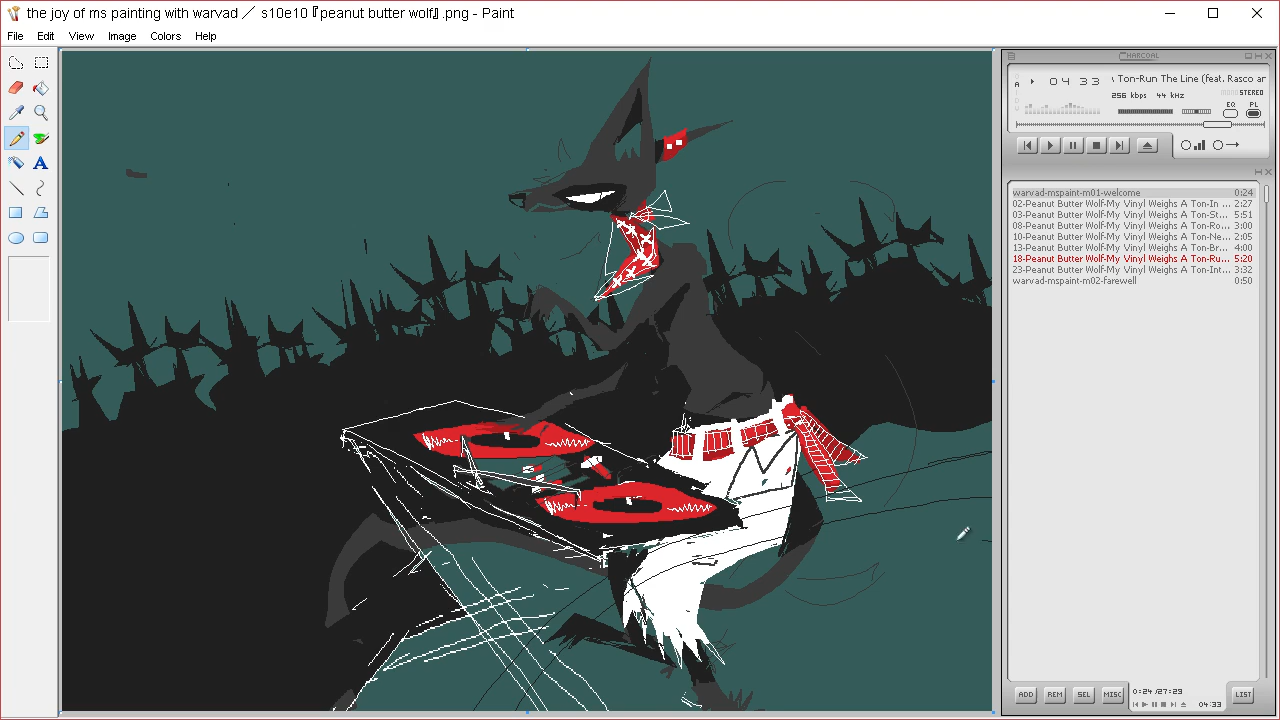 the joy of ms painting with warvad ／ s10e10『peanut butter wolf』.png - Paint
File Edit View Image Colors Help
CHARCOAL
04 33
Ton-Run The Line (feat. Rasco ar
256 kbps 44 kHz
STEREO
EQ PL
warvad-mspaint-m01-welcome 0:24
02-Peanut Butter Wolf-My Vinyl Weighs A Ton-In ... 2:27
03-Peanut Butter Wolf-My Vinyl Weighs A Ton-St... 5:51
08-Peanut Butter Wolf-My Vinyl Weighs A Ton-Ro... 3:00
10-Peanut Butter Wolf-My Vinyl Weighs A Ton-Ne... 2:05
13-Peanut Butter Wolf-My Vinyl Weighs A Ton-Br... 4:00
18-Peanut Butter Wolf-My Vinyl Weighs A Ton-Ru... 5:20
23-Peanut Butter Wolf-My Vinyl Weighs A Ton-Int... 3:32
warvad-mspaint-m02-farewell 0:50
ADD REM SEL MISC 0:24/27:29 LIST
04:33